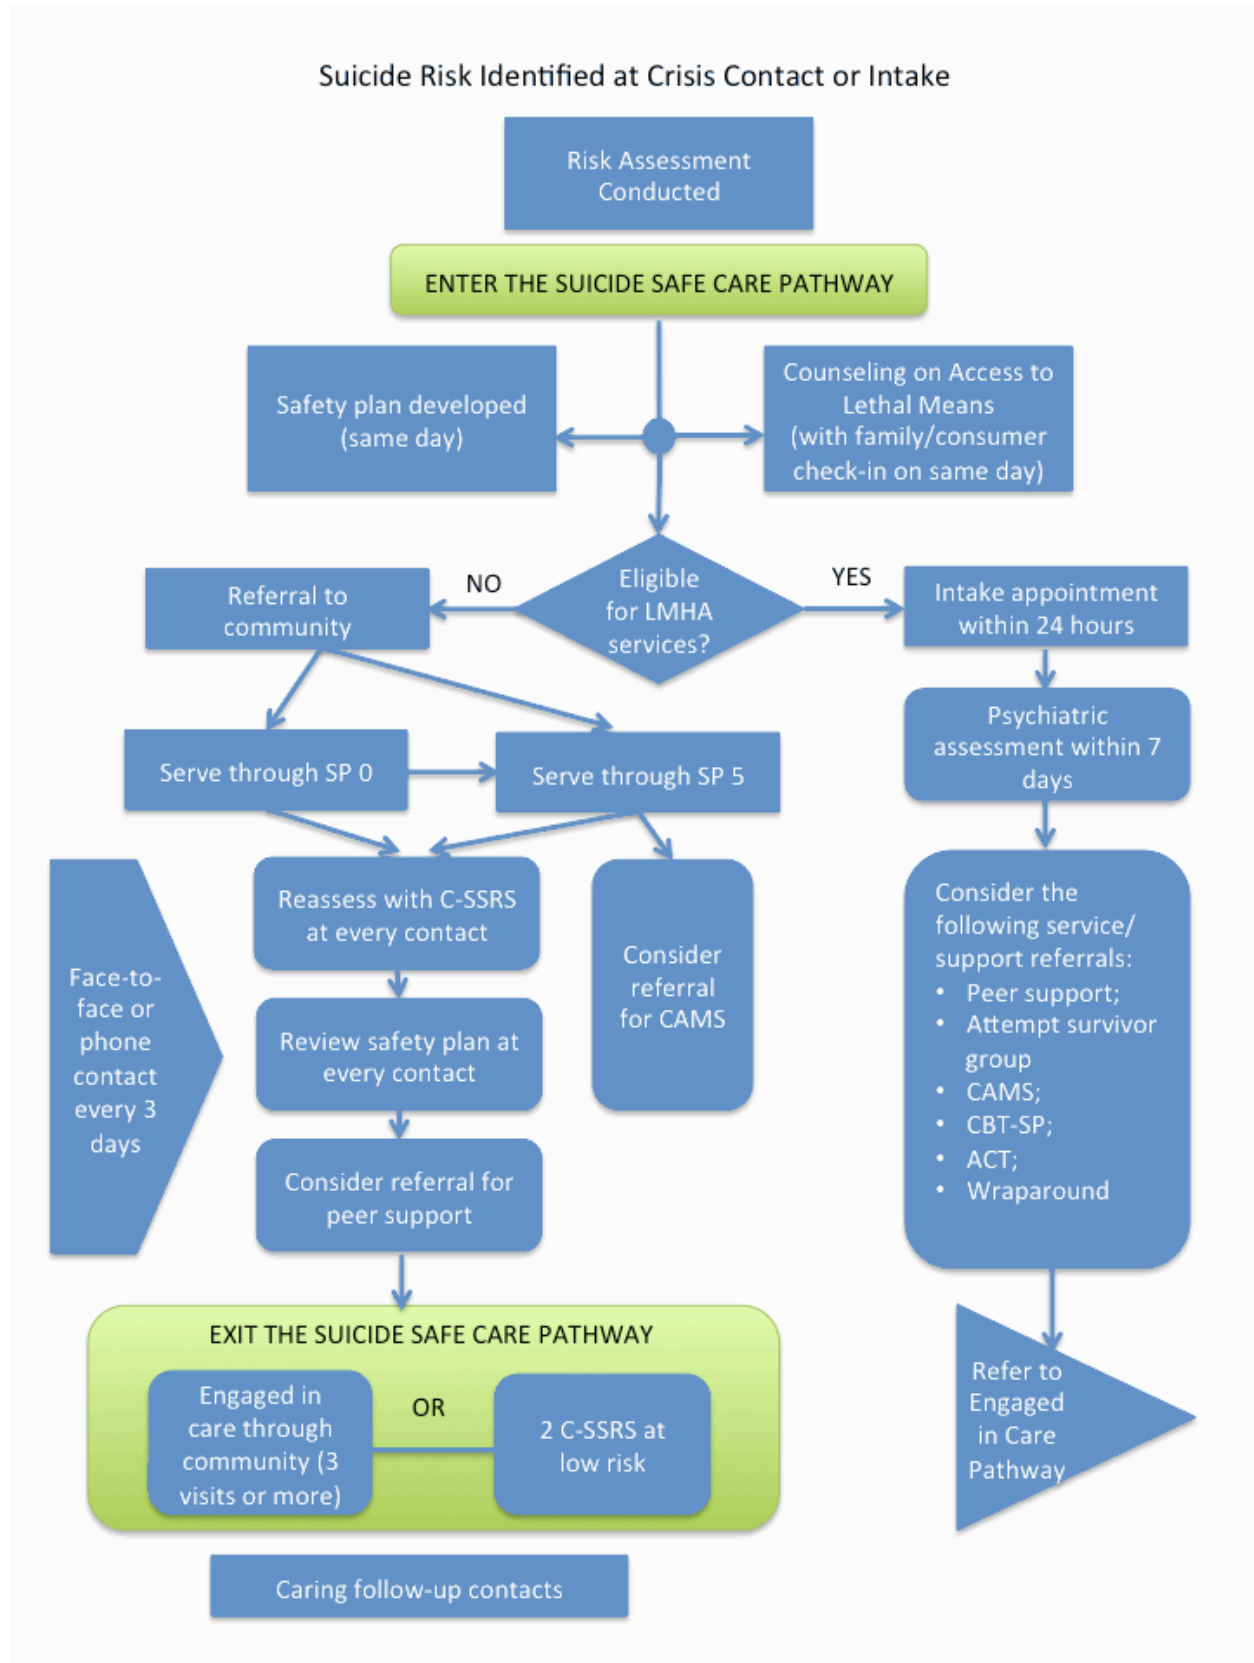 Suicide Risk Identified at Crisis Contact or Intake
Risk Assessment
Conducted
ENTER THE SUICIDE SAFE CARE PATHWAY
Safety plan developed
(same day)
Counseling on Access to
Lethal Means
(with family/consumer
check-in on same day)
Eligible
for LMHA
services?
NO
YES
Referral to
community
Intake appointment
within 24 hours
Psychiatric
assessment within 7
days
Serve through SP 0
Serve through SP 5
Face-to-
face or
phone
contact
every 3
days
Reassess with C-SSRS
at every contact
Review safety plan at
every contact
Consider referral for
peer support
Consider
referral
for CAMS
Consider the
following service/
support referrals:
• Peer support;
• Attempt survivor
group
• CAMS;
• CBT-SP;
• ACT;
• Wraparound
EXIT THE SUICIDE SAFE CARE PATHWAY
Engaged in
care through
community (3
visits or more)
OR
2 C-SSRS at
low risk
Refer to
Engaged
in Care
Pathway
Caring follow-up contacts